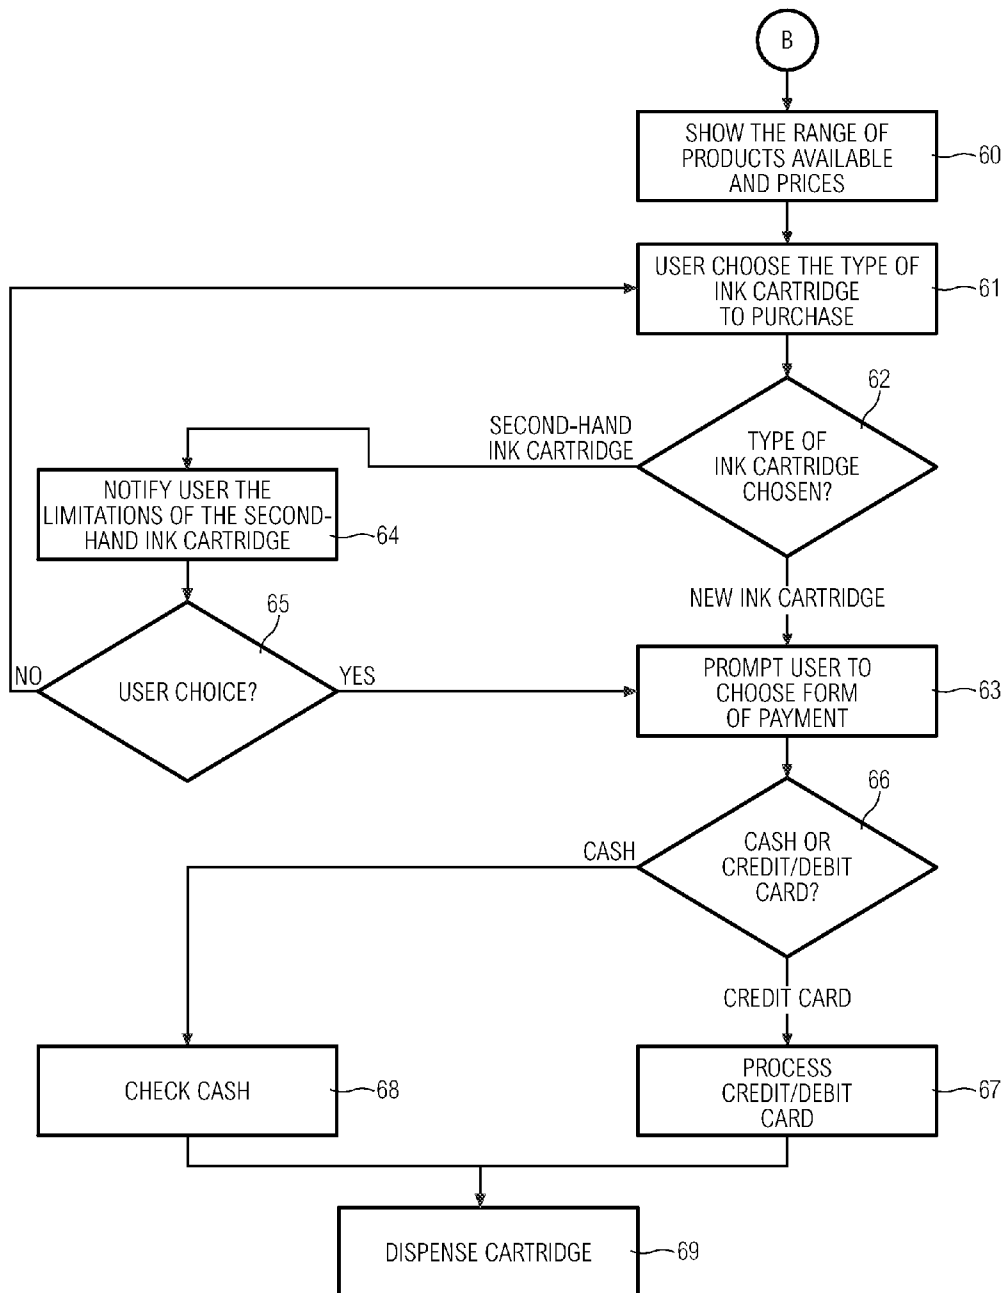 B
SHOW THE RANGE OF
PRODUCTS AVAILABLE
AND PRICES
60
USER CHOOSE THE TYPE OF
INK CARTRIDGE
TO PURCHASE
61
62
TYPE OF
INK CARTRIDGE
CHOSEN?
SECOND-HAND
INK CARTRIDGE
NOTIFY USER THE
LIMITATIONS OF THE SECOND-
HAND INK CARTRIDGE
64
NEW INK CARTRIDGE
65
USER CHOICE?
NO
YES
PROMPT USER TO
CHOOSE FORM
OF PAYMENT
63
66
CASH OR
CREDIT/DEBIT
CARD?
CASH
CREDIT CARD
CHECK CASH
68
PROCESS
CREDIT/DEBIT
CARD
67
DISPENSE CARTRIDGE
69